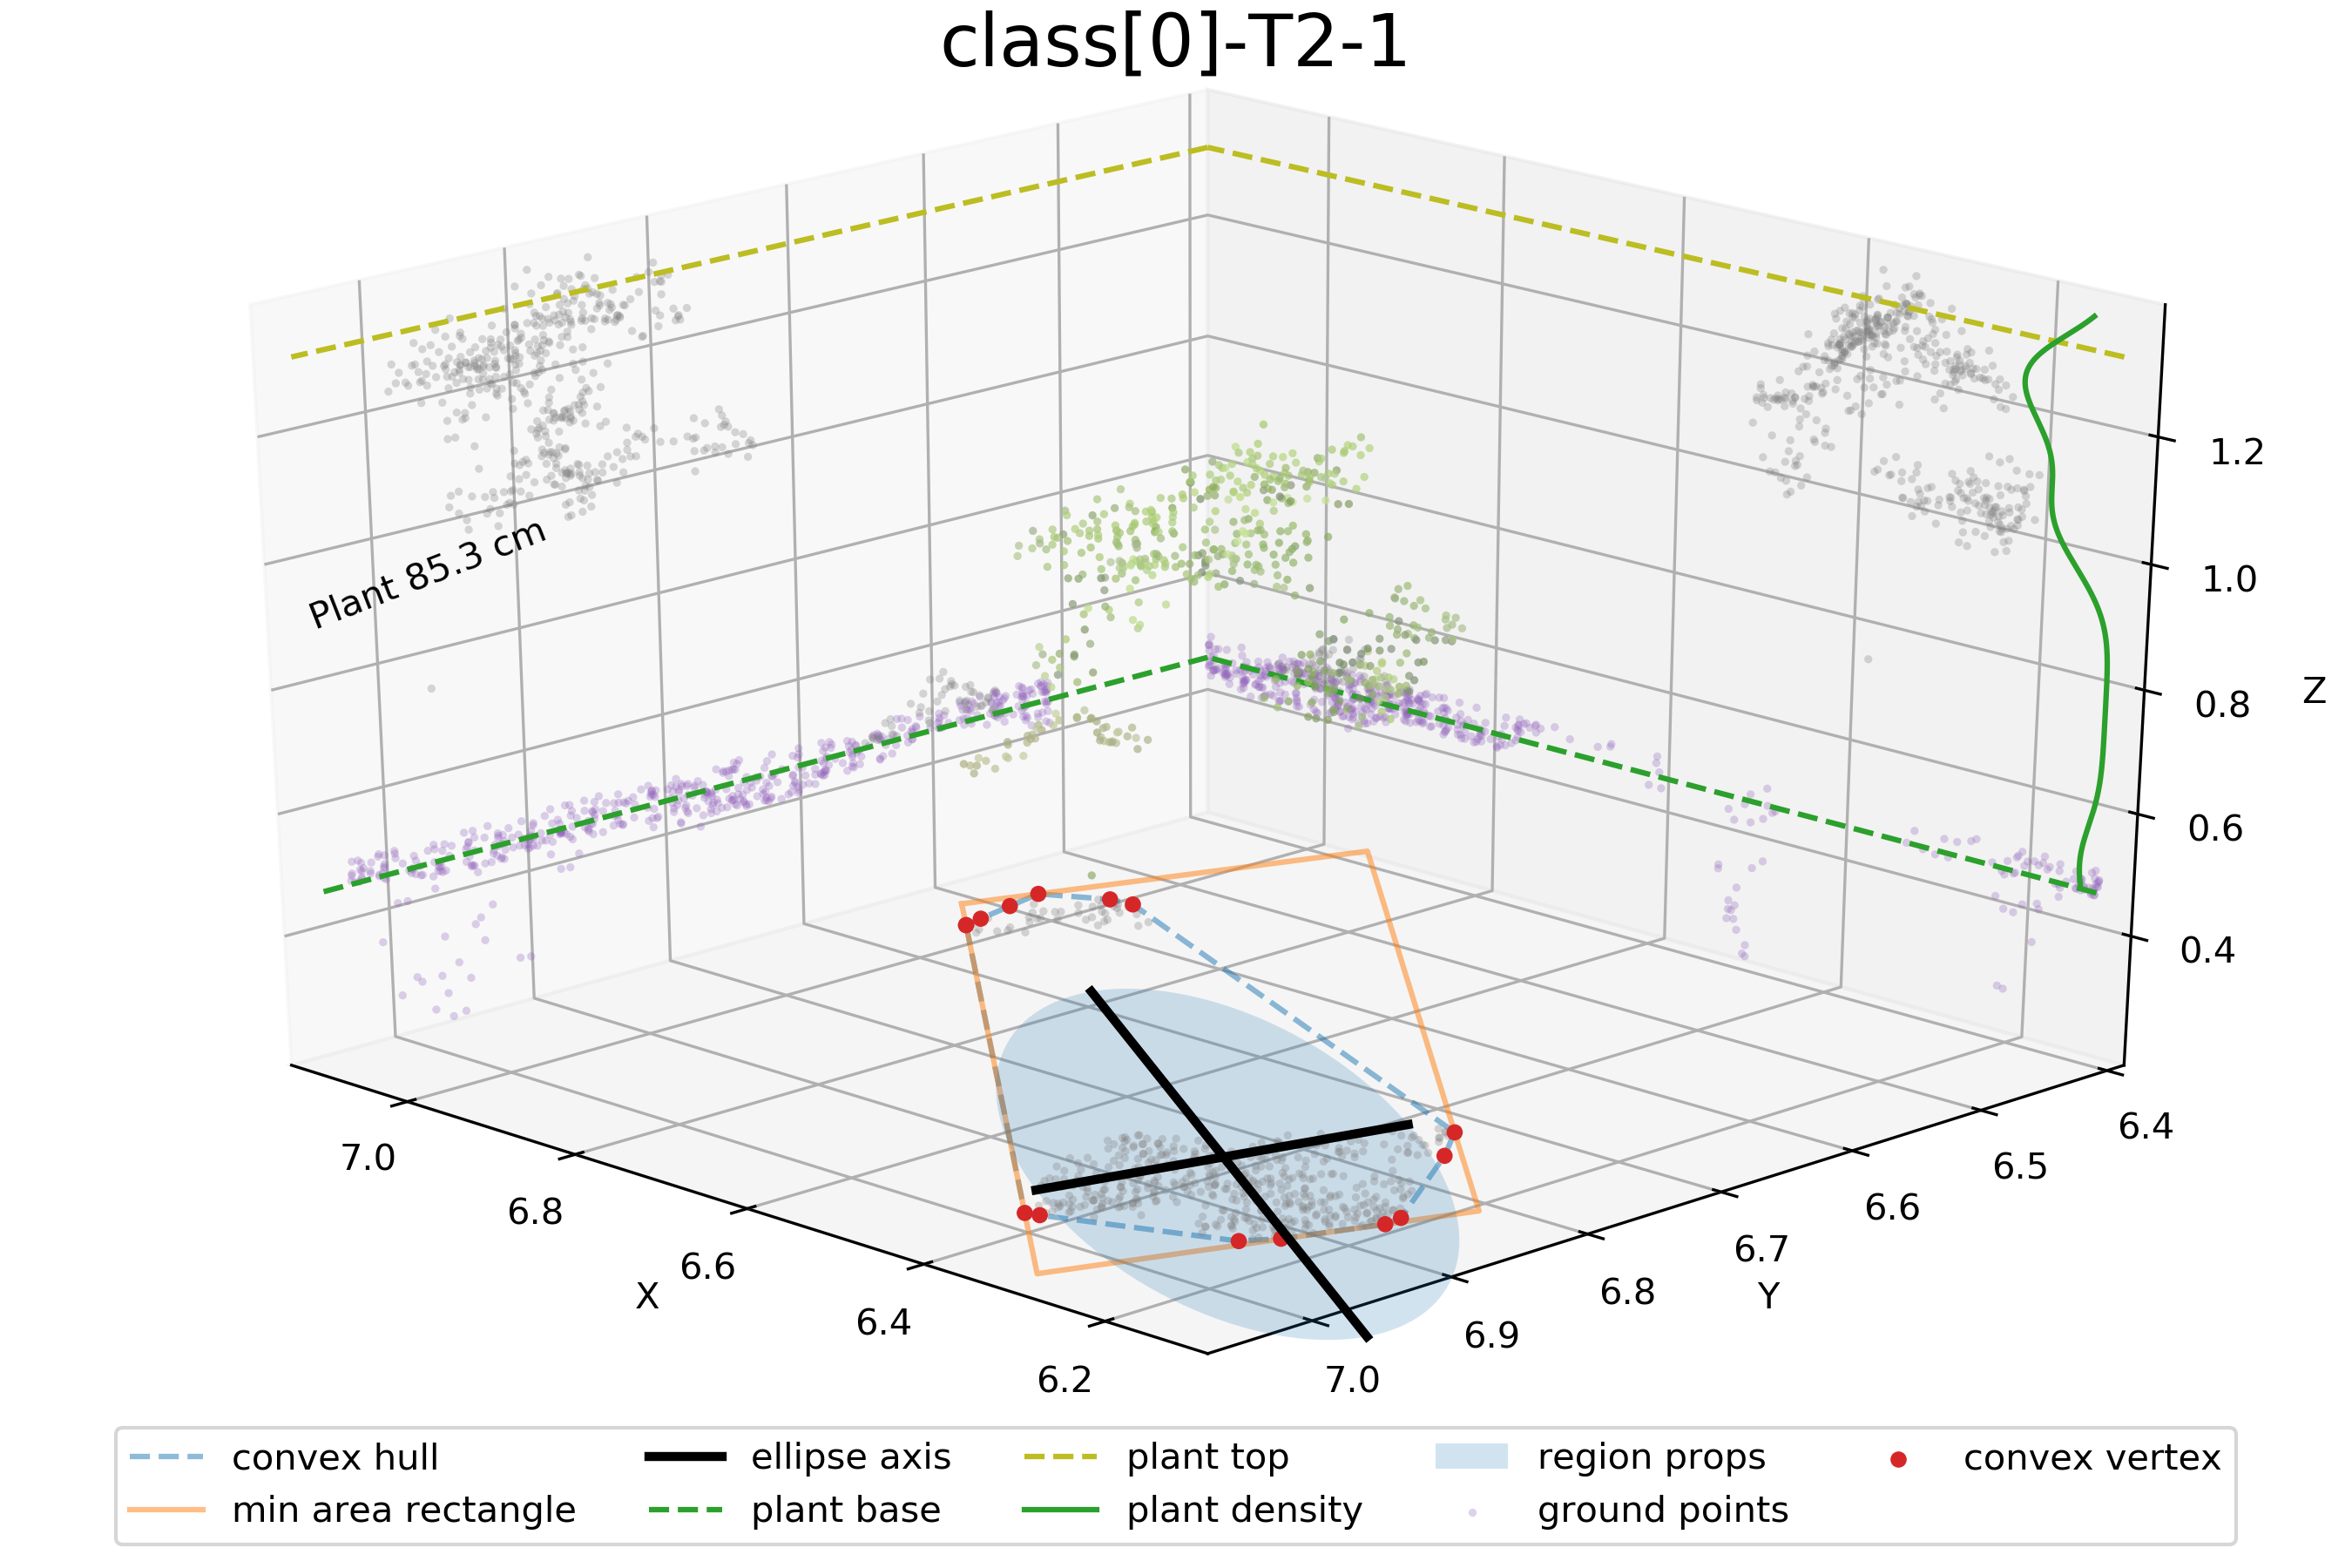 class[0]-T2-1
Plant 85.3 cm
1.2
1.0
0.8
Z
0.6
0.4
7.0
6.8
6.6
X
6.4
6.2
6.4
6.5
6.6
6.7
Y
6.8
6.9
7.0
convex hull
min area rectangle
ellipse axis
plant base
plant top
plant density
region props
ground points
convex vertex